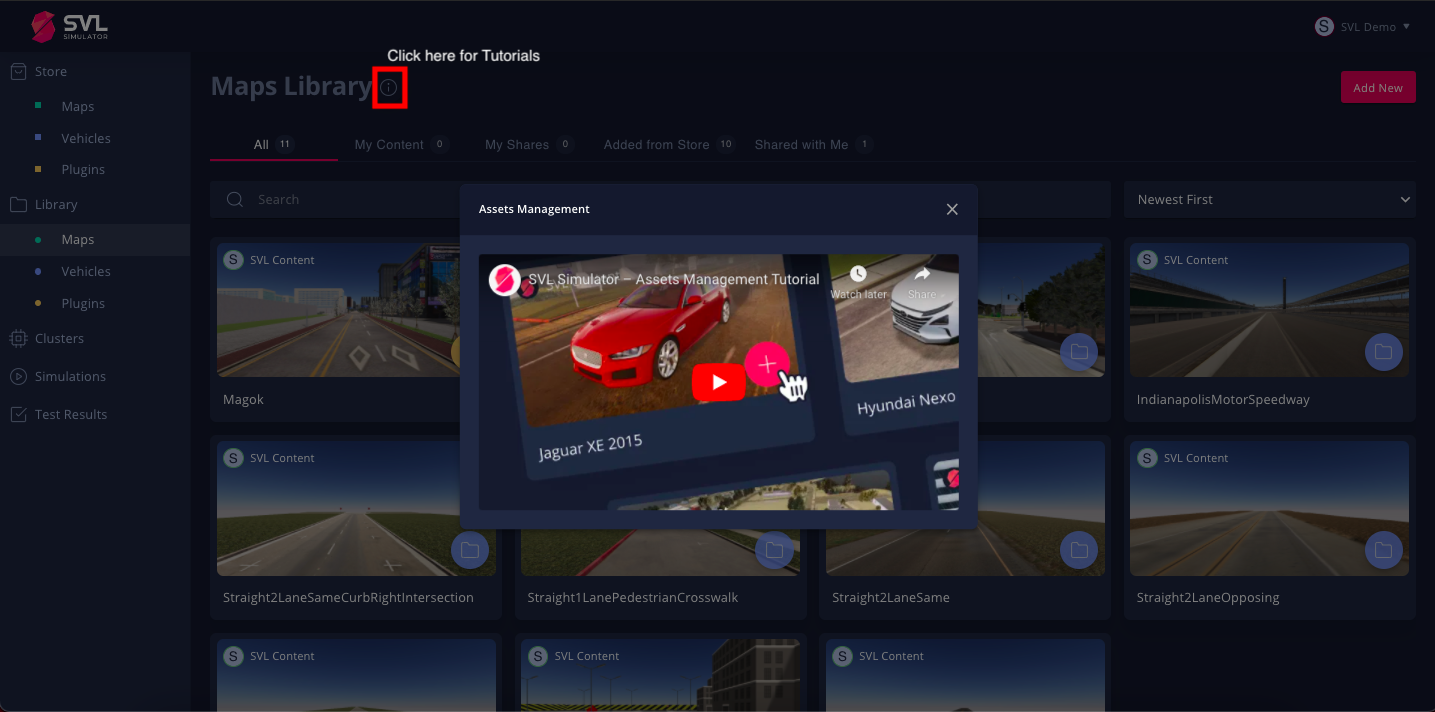 SVL
SIMULATOR
S SVL Demo
Click here for Tutorials
Store
Maps
Vehicles
Plugins
Library
Maps
Vehicles
Plugins
Clusters
Simulations
Test Results
Maps Library
Add New
All 11
My Content 0
My Shares 0
Added from Store 10
Shared with Me 1
Search
Newest First
Assets Management
SVL Simulator – Assets Management Tutorial
Watch later
Share
Jaguar XE 2015
Hyundai Nexo
S SVL Content
Magok
S SVL Content
IndianapolisMotorSpeedway
S SVL Content
Straight2LaneSameCurbRightIntersection
Straight1LanePedestrianCrosswalk
Straight2LaneSame
S SVL Content
Straight2LaneOpposing
S SVL Content
S SVL Content
S SVL Content